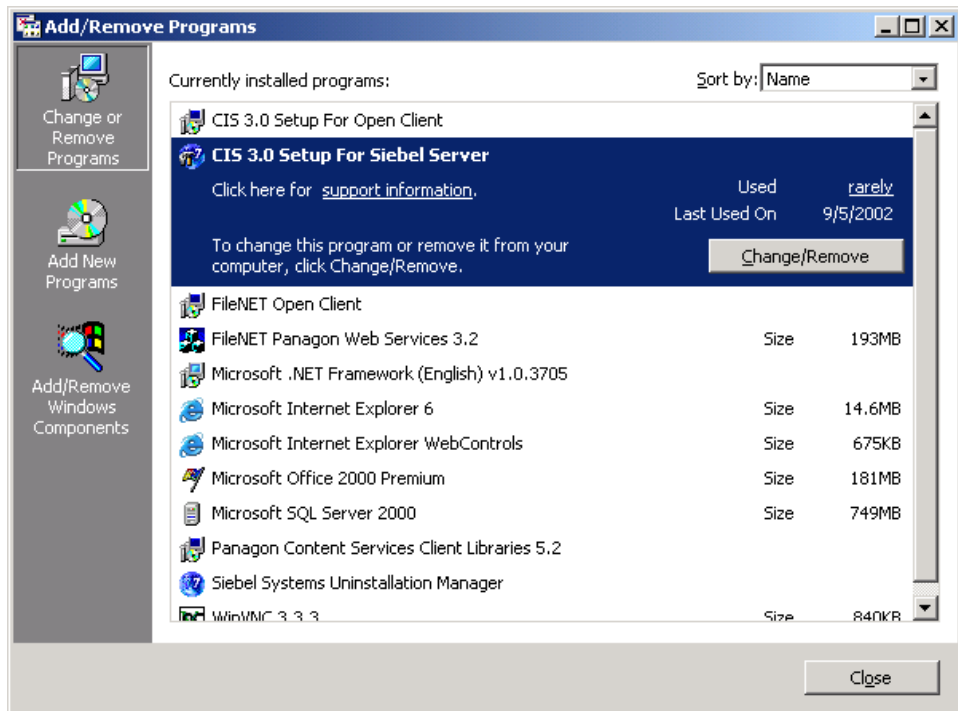 Add/Remove Programs
Change or
Remove
Programs
Add New
Programs
Add/Remove
Windows
Components
Currently installed programs:
Sort by: Name
CIS 3.0 Setup For Open Client
CIS 3.0 Setup For Siebel Server
Click here for support information.
Used rarely
Last Used On 9/5/2002
To change this program or remove it from your
computer, click Change/Remove.
Change/Remove
FileNET Open Client
FileNET Panagon Web Services 3.2 Size 193MB
Microsoft .NET Framework (English) v1.0.3705
Microsoft Internet Explorer 6 Size 14.6MB
Microsoft Internet Explorer WebControls Size 675KB
Microsoft Office 2000 Premium Size 181MB
Microsoft SQL Server 2000 Size 749MB
Panagon Content Services Client Libraries 5.2
Siebel Systems Uninstallation Manager
WinVNC 3.3.3 Size 840KB
Close